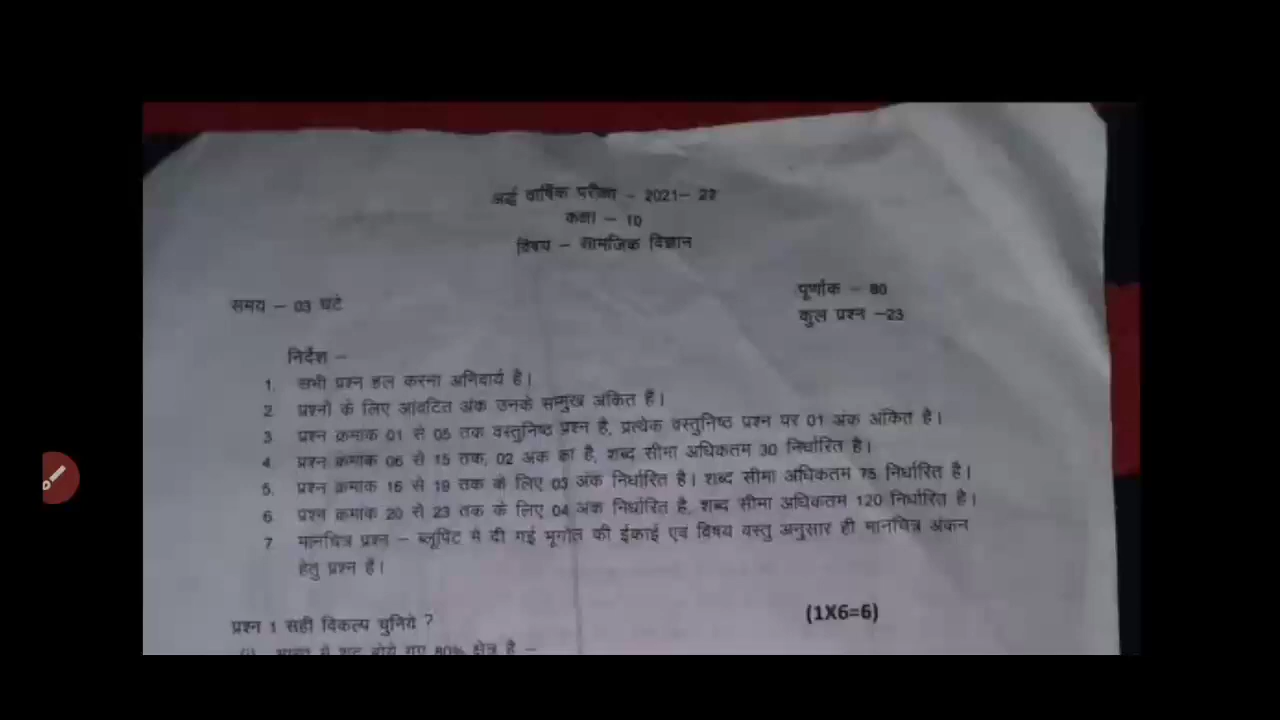 अर्द्ध वार्षिक परीक्षा – 2021– 22
कक्षा – 10
विषय – सामजिक विज्ञान
समय – 03 घंटे
पूर्णांक – 80
कुल प्रश्न –23
निर्देश –
1. सभी प्रश्न हल करना अनिवार्य है।
2. प्रश्नों के लिए आवंटित अंक उनके सम्मुख अंकित है।
3. प्रश्न क्रमाक 01 से 05 तक वस्तुनिष्ठ प्रश्न है, प्रत्येक वस्तुनिष्ठ प्रश्न पर 01 अंक अंकित है।
4. प्रश्न क्रमाक 06 से 15 तक, 02 अंक का है, शब्द सीमा अधिकतम 30 निर्धारित है।
5. प्रश्न क्रमाक 16 से 19 तक के लिए 03 अंक निर्धारित है। शब्द सीमा अधिकतम 75 निर्धारित है।
6. प्रश्न क्रमाक 20 से 23 तक के लिए 04 अंक निर्धारित है, शब्द सीमा अधिकतम 120 निर्धारित है।
7. मानचित्र प्रश्न – ब्लूप्रिंट में दी गई भूगोल की ईकाई एवं विषय वस्तु अनुसार ही मानचित्र अंकन
हेतु प्रश्न हैं।
प्रश्न 1 सही विकल्प चुनिये ?
(1X6=6)
(i) भारत में बोये गए 80% क्षेत्र है –